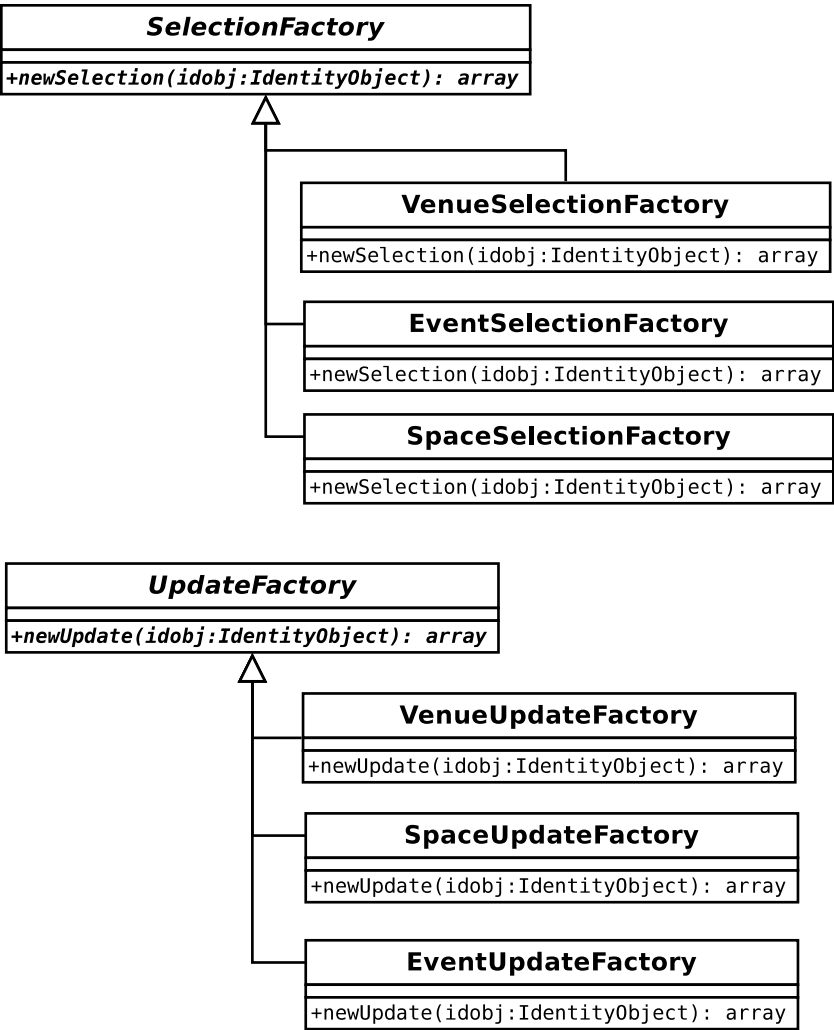 SelectionFactory
+newSelection(idobj:IdentityObject): array
VenueSelectionFactory
+newSelection(idobj:IdentityObject): array
EventSelectionFactory
+newSelection(idobj:IdentityObject): array
SpaceSelectionFactory
+newSelection(idobj:IdentityObject): array
UpdateFactory
+newUpdate(idobj:IdentityObject): array
VenueUpdateFactory
+newUpdate(idobj:IdentityObject): array
SpaceUpdateFactory
+newUpdate(idobj:IdentityObject): array
EventUpdateFactory
+newUpdate(idobj:IdentityObject): array